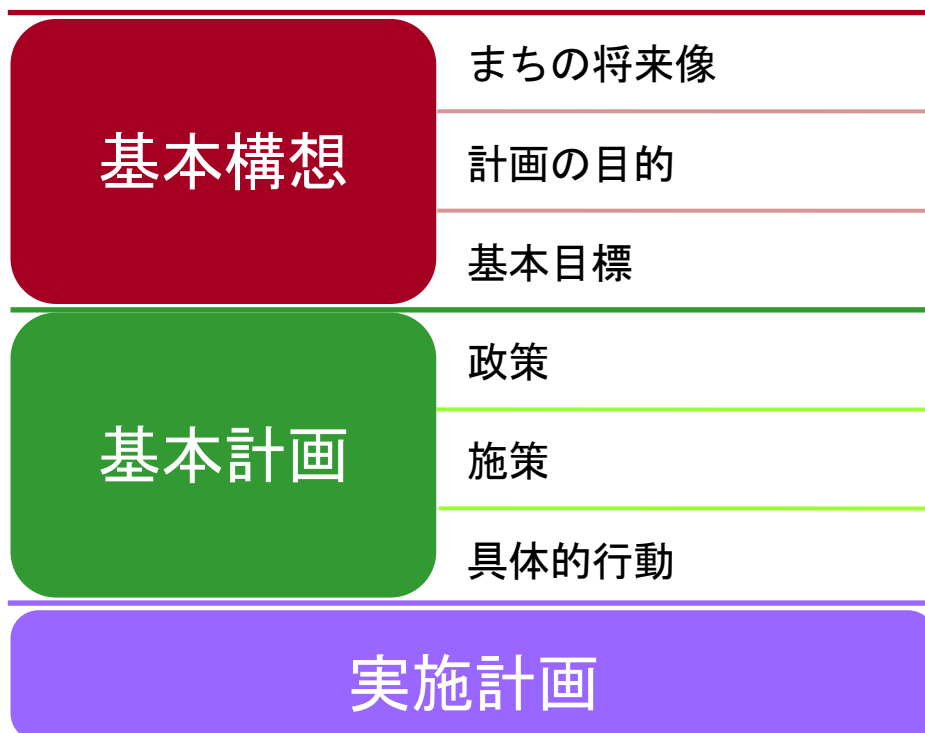 基本構想
まちの将来像
計画の目的
基本目標
基本計画
政策
施策
具体的行動
実施計画